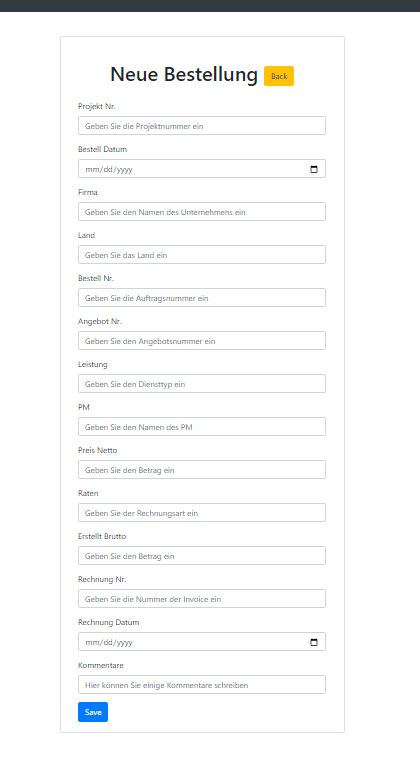 Neue Bestellung Back
Projekt Nr.
Geben Sie die Projektnummer ein
Bestell Datum
mm/dd/yyyy
Firma
Geben Sie den Namen des Unternehmens ein
Land
Geben Sie das Land ein
Bestell Nr.
Geben Sie die Auftragsnummer ein
Angebot Nr.
Geben Sie den Angebotsnummer ein
Leistung
Geben Sie den Diensttyp ein
PM
Geben Sie den Namen des PM
Preis Netto
Geben Sie den Betrag ein
Raten
Geben Sie der Rechnungsart ein
Erstellt Brutto
Geben Sie den Betrag ein
Rechnung Nr.
Geben Sie die Nummer der Invoice ein
Rechnung Datum
mm/dd/yyyy
Kommentare
Hier können Sie einige Kommentare schreiben
Save